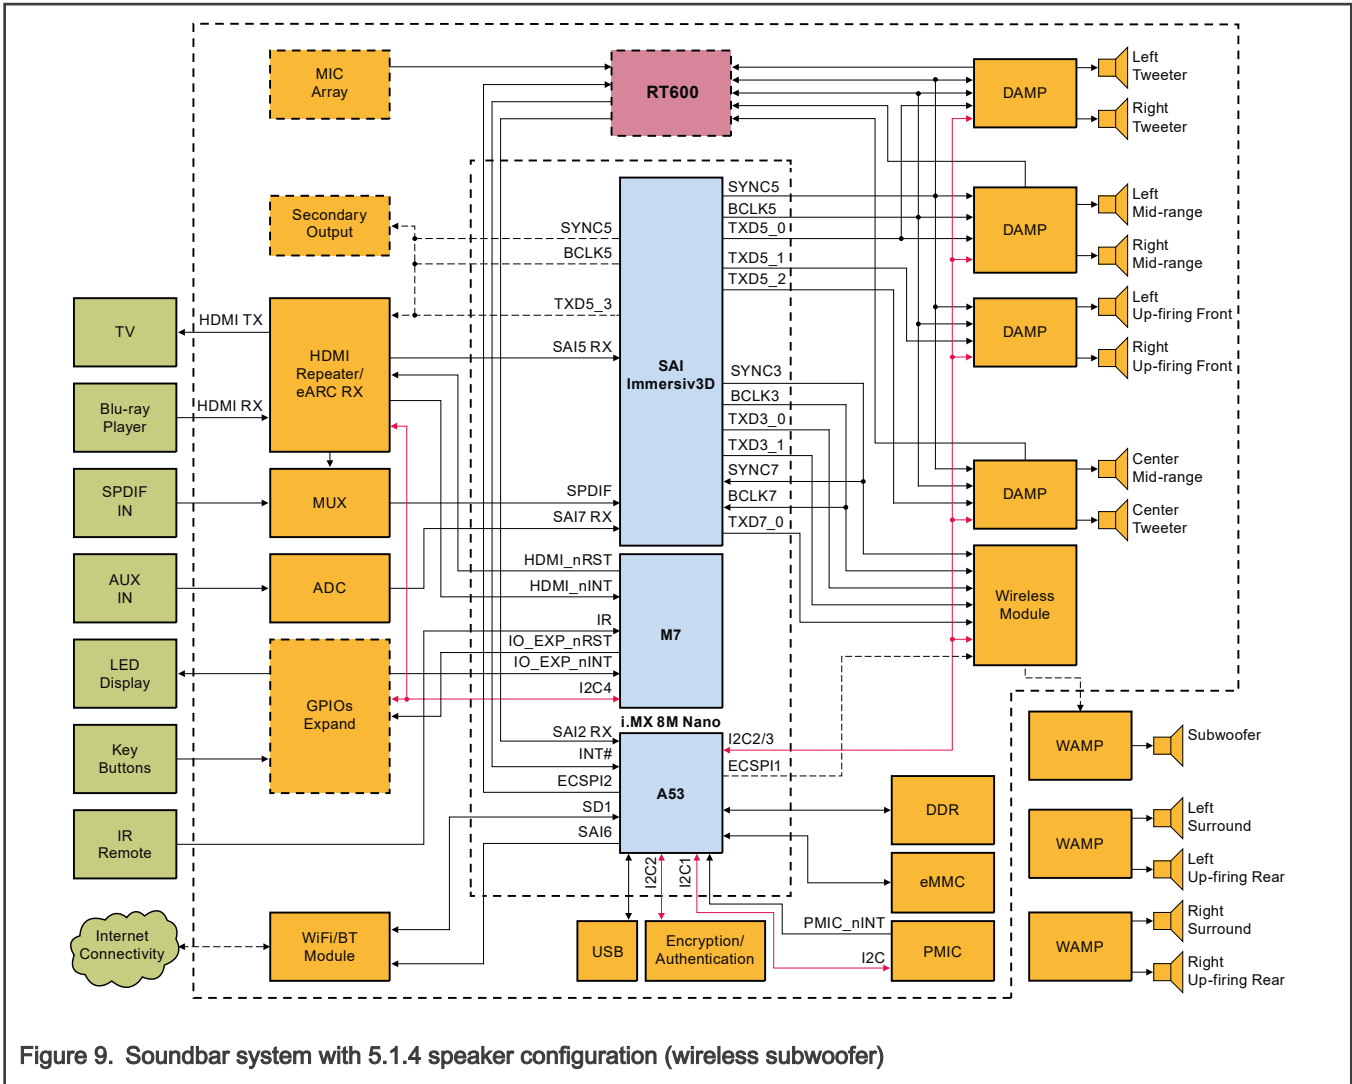 MIC
Array
RT600
DAMP
Left
Tweeter
Right
Tweeter
Secondary
Output
SYNC5
BCLK5
TXD5_3
SAI
Immersiv3D
SYNC5
BCLK5
TXD5_0
TXD5_1
TXD5_2
DAMP
Left
Mid-range
Right
Mid-range
DAMP
Left
Up-firing Front
Right
Up-firing Front
TV
HDMI TX
HDMI
Repeater/
eARC RX
SAI5 RX
Blu-ray
Player
HDMI RX
SYNC3
BCLK3
TXD3_0
TXD3_1
SYNC7
BCLK7
TXD7_0
DAMP
Center
Mid-range
Center
Tweeter
SPDIF
IN
MUX
SPDIF
SAI7 RX
AUX
IN
ADC
HDMI_nRST
HDMI_nINT
IR
IO_EXP_nRST
IO_EXP_nINT
I2C4
M7
Wireless
Module
LED
Display
GPIOs
Expand
Key
Buttons
IR
Remote
i.MX 8M Nano
SAI2 RX
INT#
ECSPI2
SD1
SAI6
A53
I2C2/3
ECSPI1
I2C2
I2C1
DDR
eMMC
PMIC_nINT
I2C
PMIC
WAMP
Subwoofer
WAMP
Left
Surround
Left
Up-firing Rear
WAMP
Right
Surround
Right
Up-firing Rear
Internet
Connectivity
WiFi/BT
Module
USB
Encryption/
Authentication
Figure 9. Soundbar system with 5.1.4 speaker configuration (wireless subwoofer)